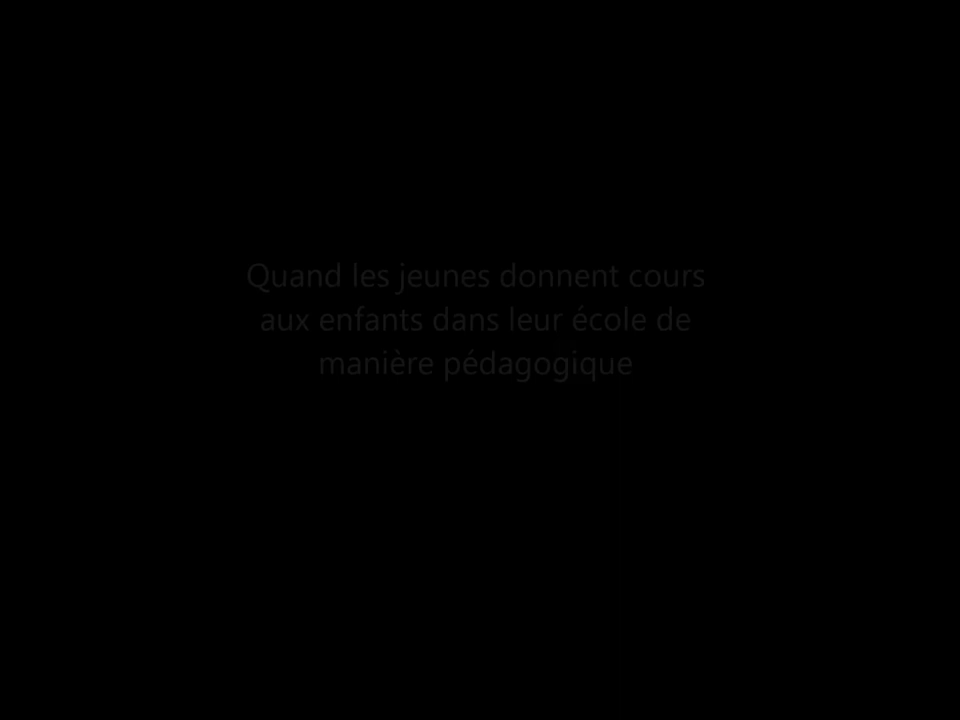 Quand les jeunes donnent cours
aux enfants dans leur école de
manière pédagogique